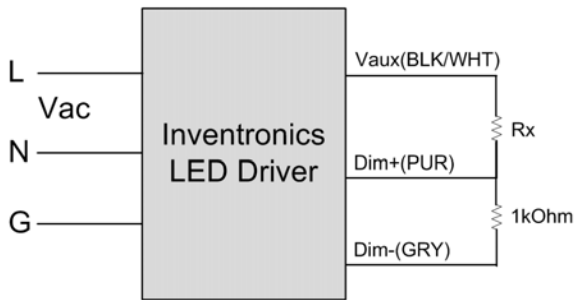 L
Vac
N
G
Inventronics
LED Driver
Vaux(BLK/WHT)
Rx
Dim+(PUR)
1kOhm
Dim-(GRY)